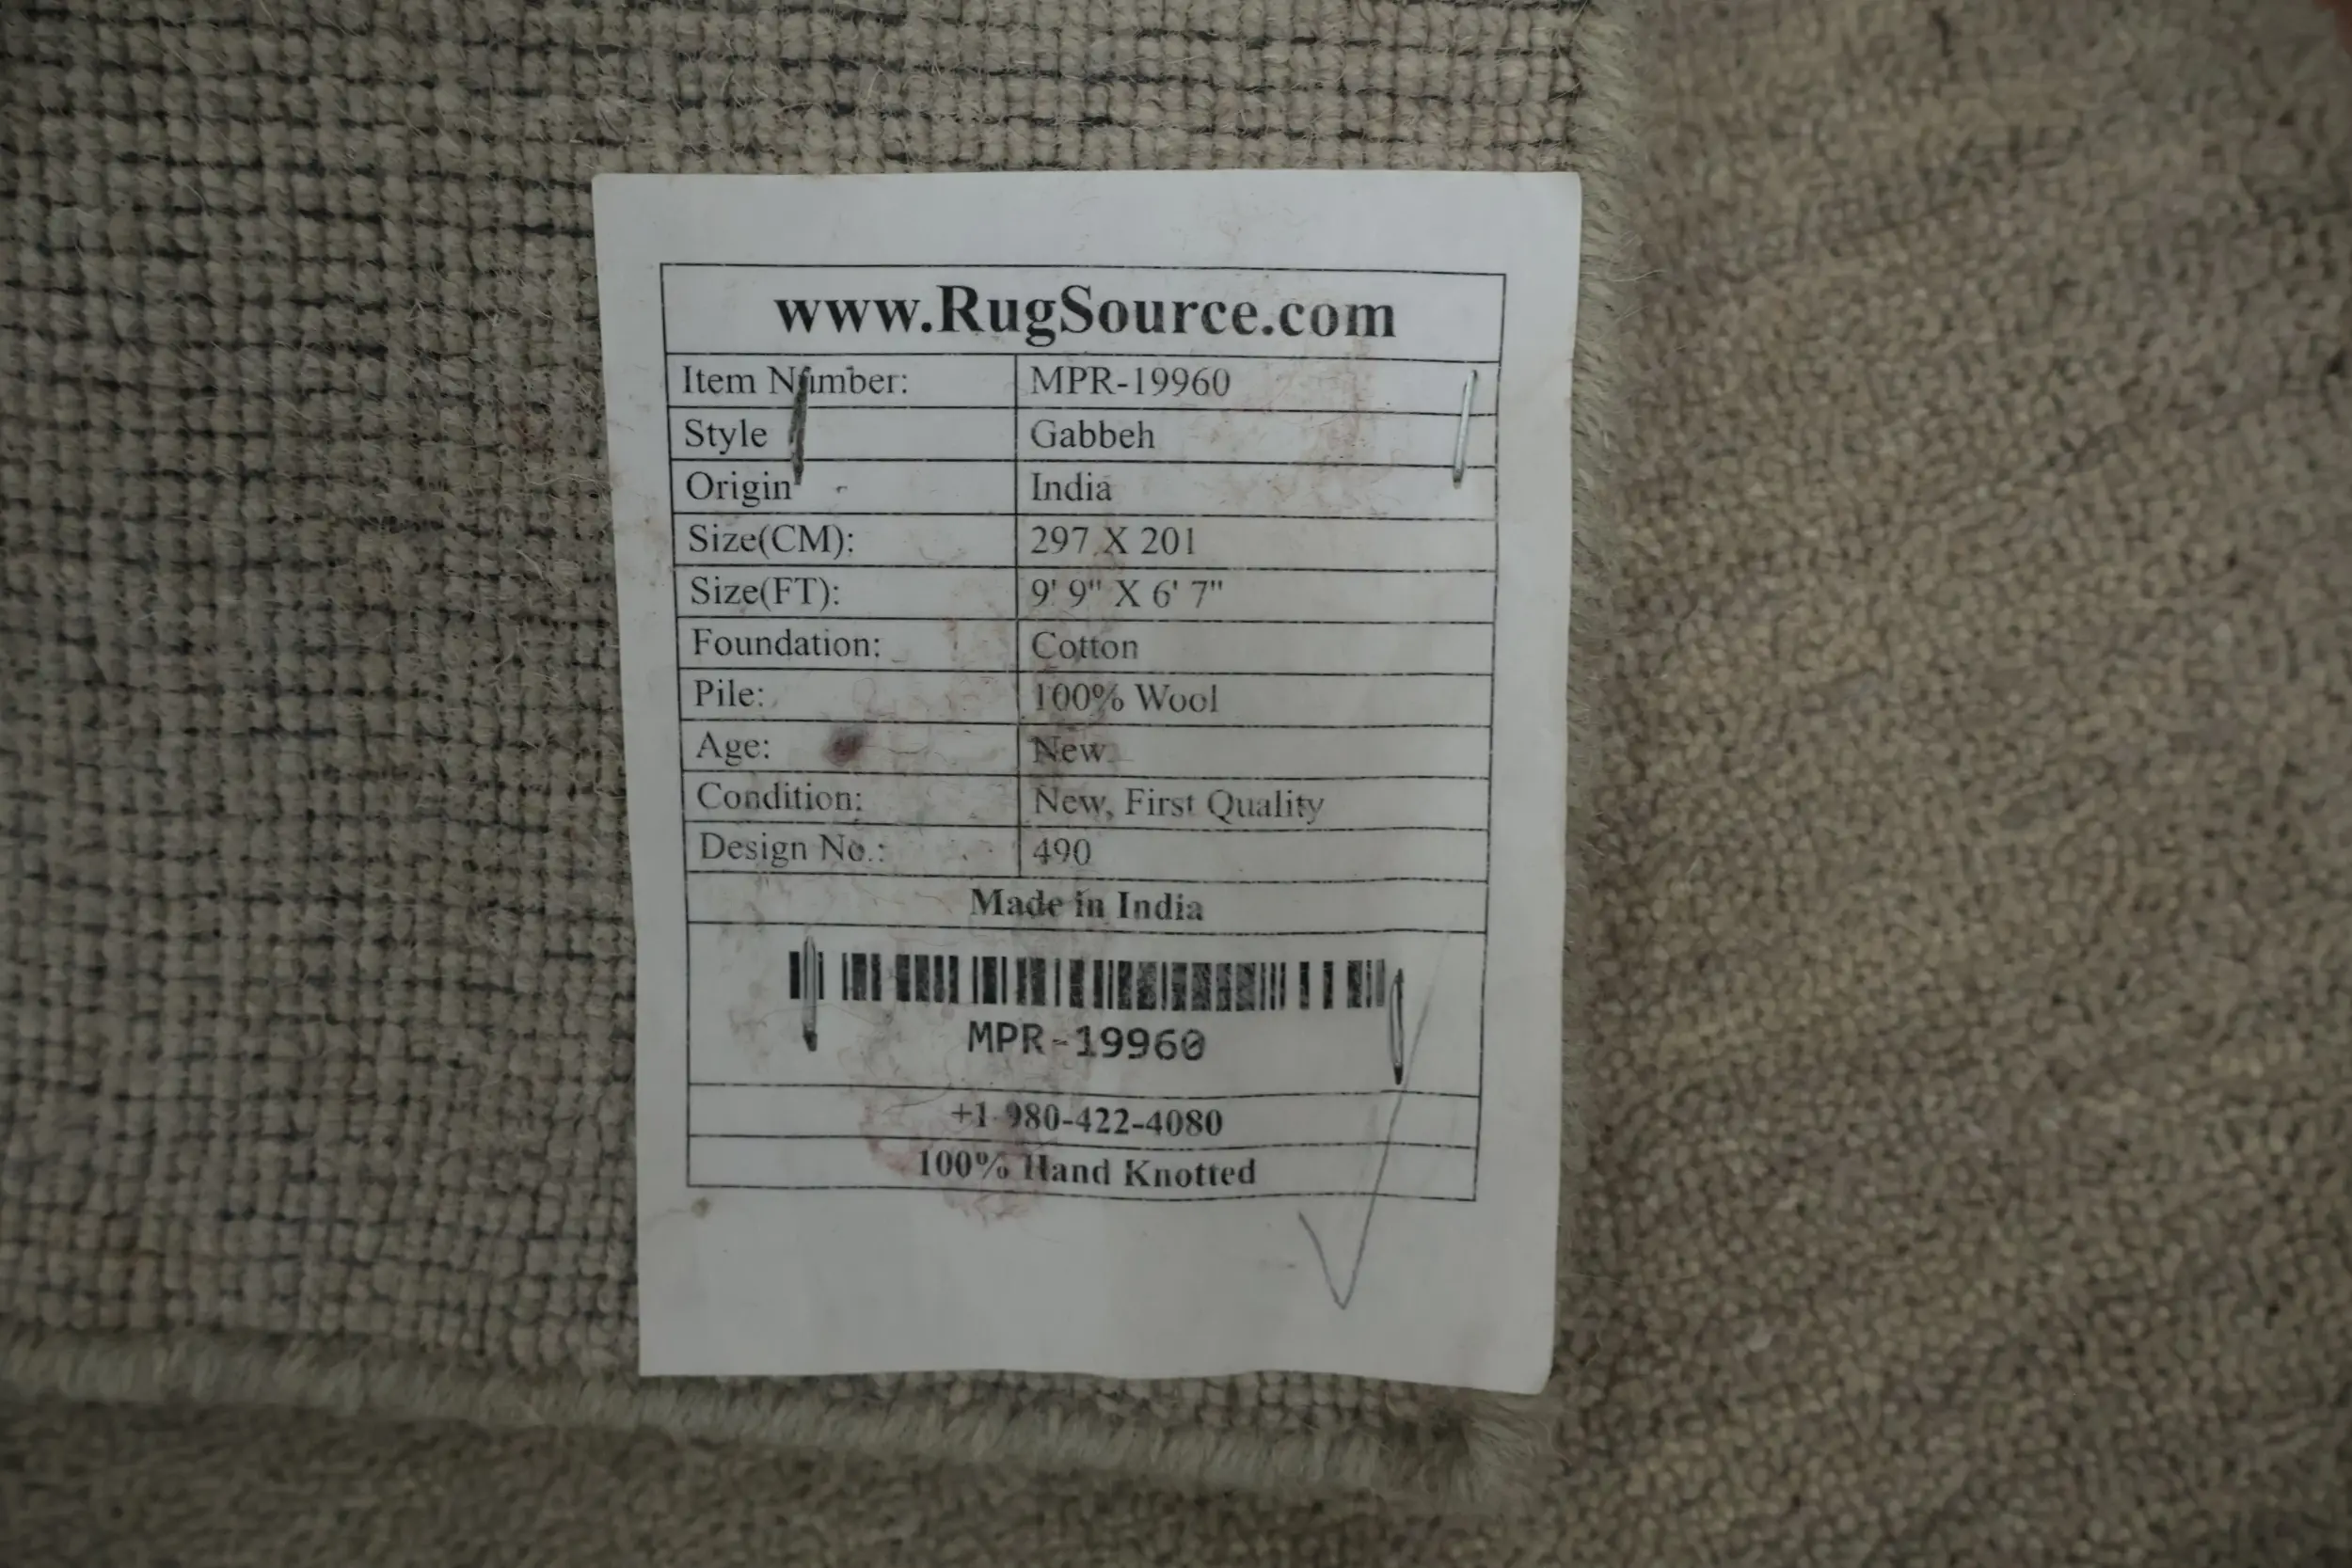 www.RugSource.com
Item Number: MPR-19960
Style Gabbeh
Origin India
Size(CM): 297 X 201
Size(FT): 9' 9" X 6' 7"
Foundation: Cotton
Pile: 100% Wool
Age: New
Condition: New, First Quality
Design No.: 490
Made in India
MPR-19960
+1-980-422-4080
100% Hand Knotted